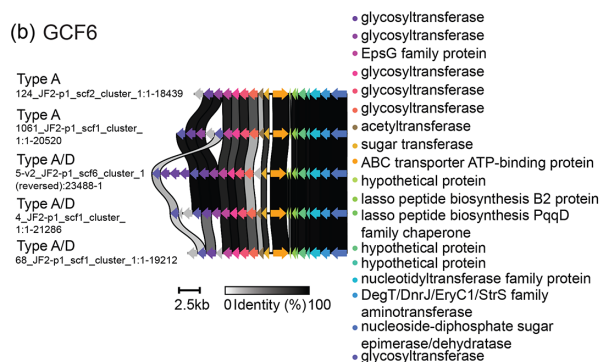 (b) GCF6
Type A
124_JF2-p1_scf2_cluster_1:1-18439
Type A
1061_JF2-p1_scf1_cluster_
1:1-20520
Type A/D
5-v2_JF2-p1_scf6_cluster_1
(reversed):23488-1
Type A/D
4_JF2-p1_scf1_cluster_
1:1-21286
Type A/D
68_JF2-p1_scf1_cluster_1:1-19212
2.5kb
0 Identity (%) 100
glycosyltransferase
glycosyltransferase
EpsG family protein
glycosyltransferase
glycosyltransferase
glycosyltransferase
acetyltransferase
sugar transferase
ABC transporter ATP-binding protein
hypothetical protein
lasso peptide biosynthesis B2 protein
lasso peptide biosynthesis PqqD
family chaperone
hypothetical protein
hypothetical protein
nucleotidyltransferase family protein
DegT/DnrJ/EryC1/StrS family
aminotransferase
nucleoside-diphosphate sugar
epimerase/dehydratase
glycosyltransferase